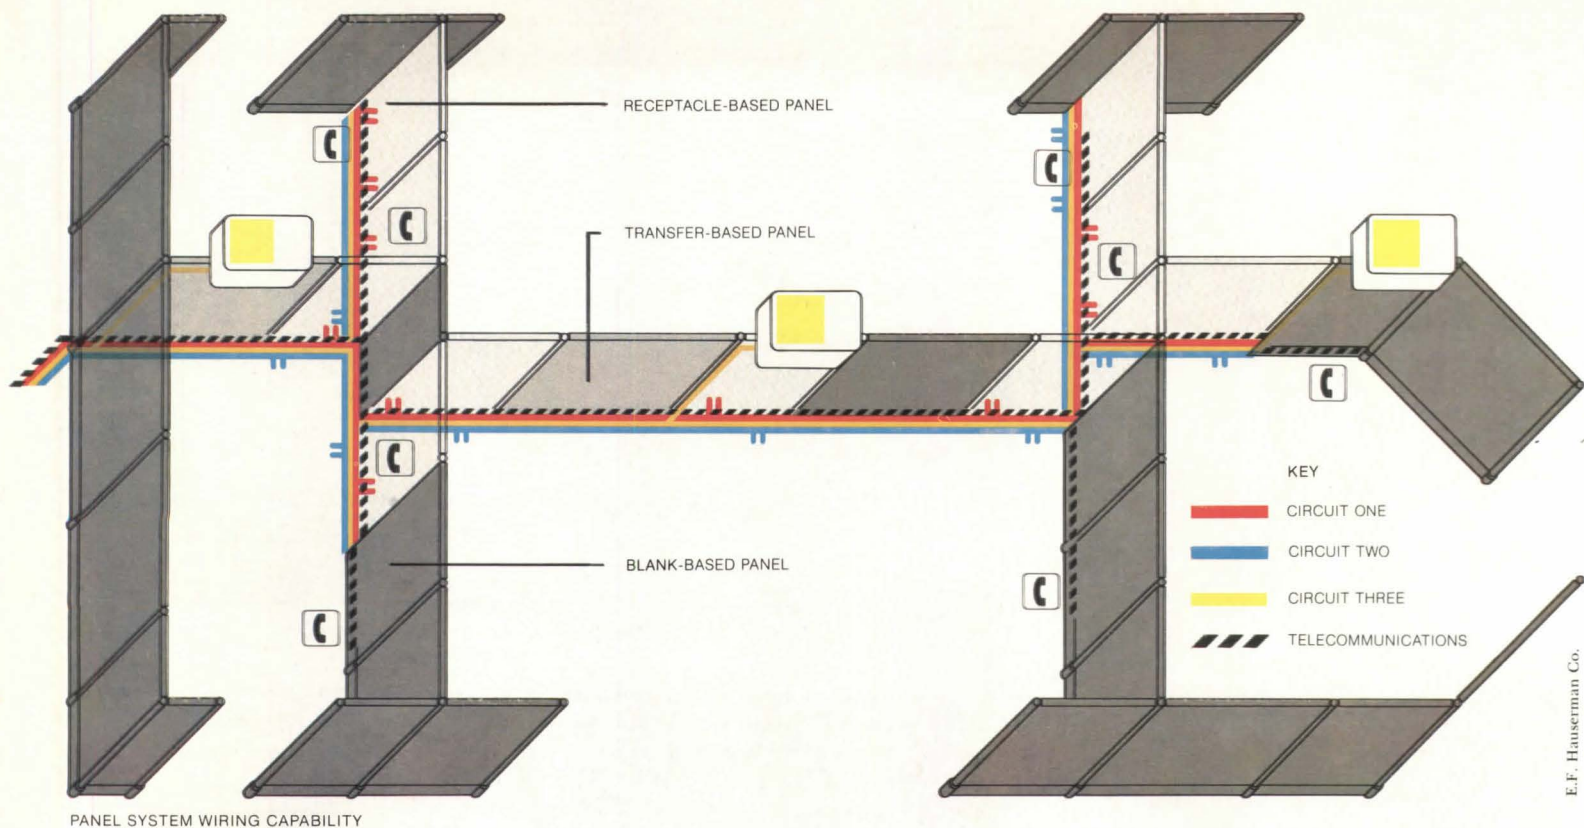 RECEPTACLE-BASED PANEL
TRANSFER-BASED PANEL
BLANK-BASED PANEL
KEY
CIRCUIT ONE
CIRCUIT TWO
CIRCUIT THREE
TELECOMMUNICATIONS
E.F. Hauserman Co.
PANEL SYSTEM WIRING CAPABILITY